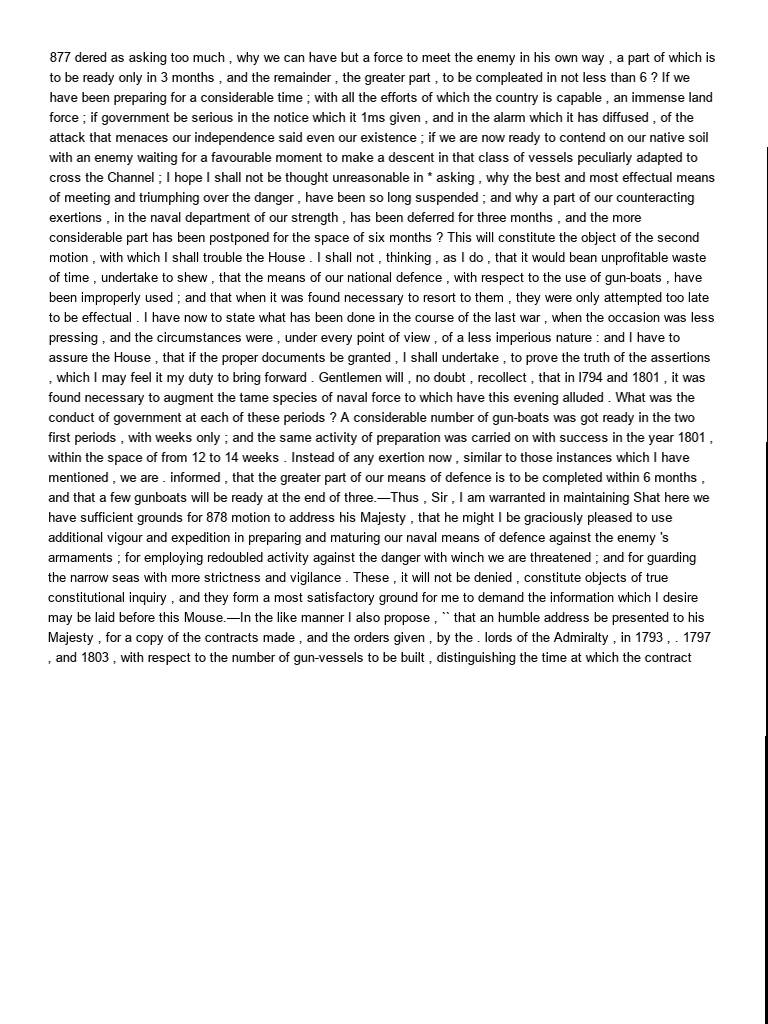 877 dered as asking too much , why we can have but a force to meet the enemy in his own way , a part of which is
to be ready only in 3 months , and the remainder , the greater part , to be compleated in not less than 6 ? If we
have been preparing for a considerable time ; with all the efforts of which the country is capable , an immense land
force ; if government be serious in the notice which it 1ms given , and in the alarm which it has diffused , of the
attack that menaces our independence said even our existence ; if we are now ready to contend on our native soil
with an enemy waiting for a favourable moment to make a descent in that class of vessels peculiarly adapted to
cross the Channel ; I hope I shall not be thought unreasonable in * asking , why the best and most effectual means
of meeting and triumphing over the danger , have been so long suspended ; and why a part of our counteracting
exertions , in the naval department of our strength , has been deferred for three months , and the more
considerable part has been postponed for the space of six months ? This will constitute the object of the second
motion , with which I shall trouble the House . I shall not , thinking , as I do , that it would bean unprofitable waste
of time , undertake to shew , that the means of our national defence , with respect to the use of gun-boats , have
been improperly used ; and that when it was found necessary to resort to them , they were only attempted too late
to be effectual . I have now to state what has been done in the course of the last war , when the occasion was less
pressing , and the circumstances were , under every point of view , of a less imperious nature : and I have to
assure the House , that if the proper documents be granted , I shall undertake , to prove the truth of the assertions
, which I may feel it my duty to bring forward . Gentlemen will , no doubt , recollect , that in l794 and 1801 , it was
found necessary to augment the tame species of naval force to which have this evening alluded . What was the
conduct of government at each of these periods ? A considerable number of gun-boats was got ready in the two
first periods , with weeks only ; and the same activity of preparation was carried on with success in the year 1801 ,
within the space of from 12 to 14 weeks . Instead of any exertion now , similar to those instances which I have
mentioned , we are . informed , that the greater part of our means of defence is to be completed within 6 months ,
and that a few gunboats will be ready at the end of three.—Thus , Sir , I am warranted in maintaining Shat here we
have sufficient grounds for 878 motion to address his Majesty , that he might I be graciously pleased to use
additional vigour and expedition in preparing and maturing our naval means of defence against the enemy 's
armaments ; for employing redoubled activity against the danger with winch we are threatened ; and for guarding
the narrow seas with more strictness and vigilance . These , it will not be denied , constitute objects of true
constitutional inquiry , and they form a most satisfactory ground for me to demand the information which I desire
may be laid before this Mouse.—In the like manner I also propose , `` that an humble address be presented to his
Majesty , for a copy of the contracts made , and the orders given , by the . lords of the Admiralty , in 1793 , . 1797
, and 1803 , with respect to the number of gun-vessels to be built , distinguishing the time at which the contract